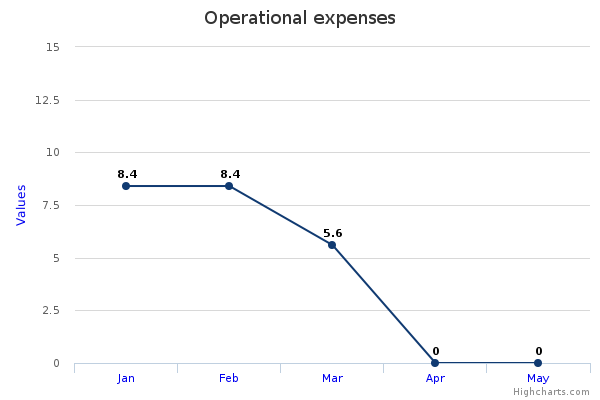 Operational expenses
15
12.5
10
7.5
5
2.5
0
Values
8.4
8.4
5.6
0
0
Jan
Feb
Mar
Apr
May
Highcharts.com